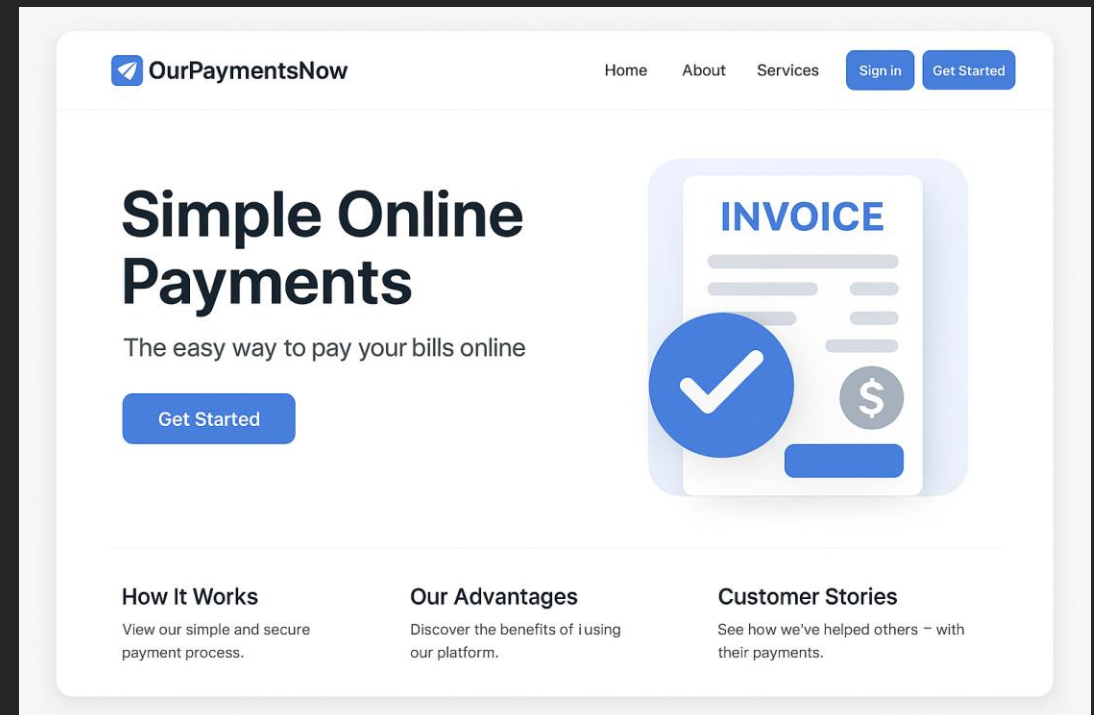 OurPaymentsNow
Home About Services Sign in Get Started
Simple Online
Payments
The easy way to pay your bills online
Get Started
INVOICE
$
How It Works
View our simple and secure
payment process.
Our Advantages
Discover the benefits of iusing
our platform.
Customer Stories
See how we've helped others – with
their payments.